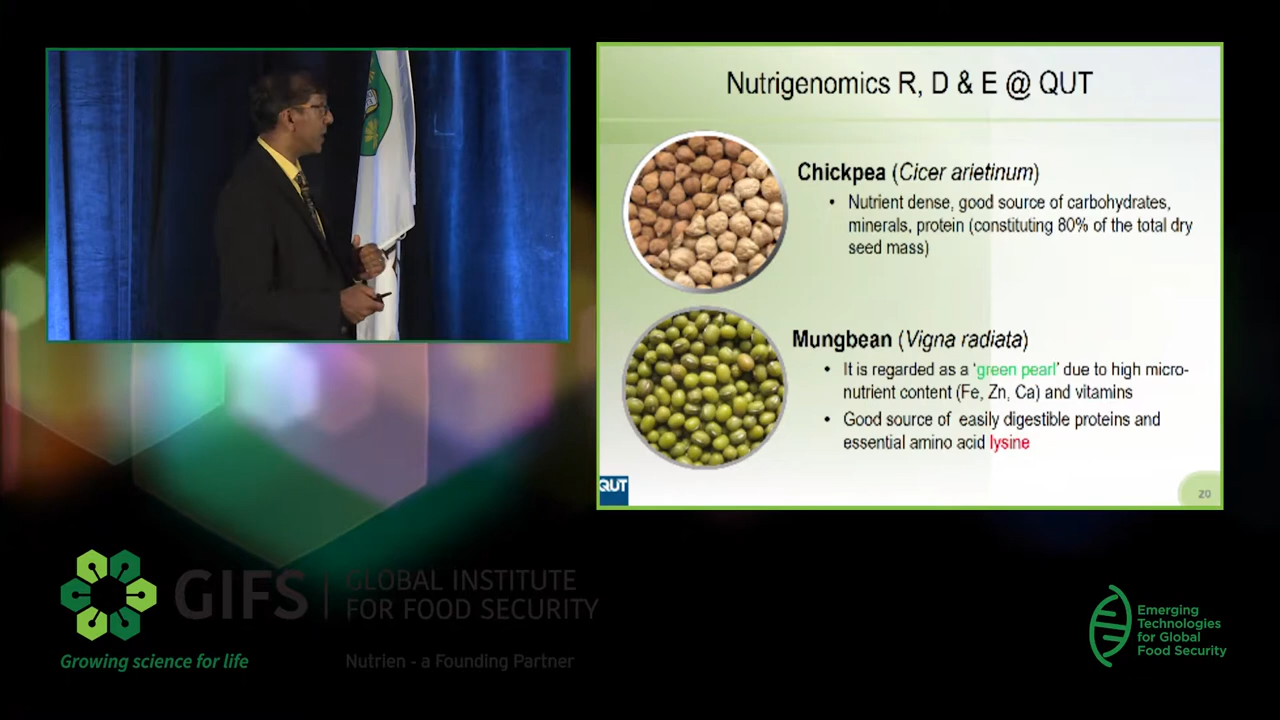 Nutrigenomics R, D & E @ QUT
Chickpea (Cicer arietinum)
• Nutrient dense, good source of carbohydrates,
minerals, protein (constituting 80% of the total dry
seed mass)
Mungbean (Vigna radiata)
• It is regarded as a ‘green pearl’ due to high micro-
nutrient content (Fe, Zn, Ca) and vitamins
• Good source of easily digestible proteins and
essential amino acid lysine
QUT
20
GIFS
GLOBAL INSTITUTE
FOR FOOD SECURITY
Growing science for life
Nutrien - a Founding Partner
Emerging
Technologies
for Global
Food Security